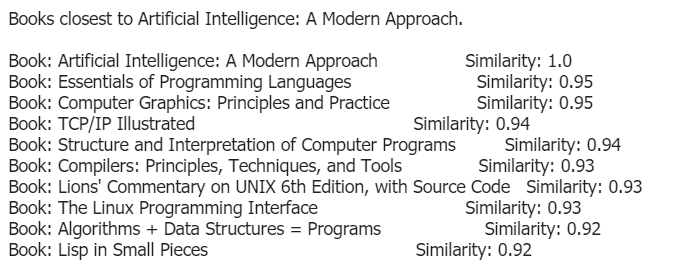 Books closest to Artificial Intelligence: A Modern Approach.
Book: Artificial Intelligence: A Modern Approach Similarity: 1.0
Book: Essentials of Programming Languages Similarity: 0.95
Book: Computer Graphics: Principles and Practice Similarity: 0.95
Book: TCP/IP Illustrated Similarity: 0.94
Book: Structure and Interpretation of Computer Programs Similarity: 0.94
Book: Compilers: Principles, Techniques, and Tools Similarity: 0.93
Book: Lions' Commentary on UNIX 6th Edition, with Source Code Similarity: 0.93
Book: The Linux Programming Interface Similarity: 0.93
Book: Algorithms + Data Structures = Programs Similarity: 0.92
Book: Lisp in Small Pieces Similarity: 0.92